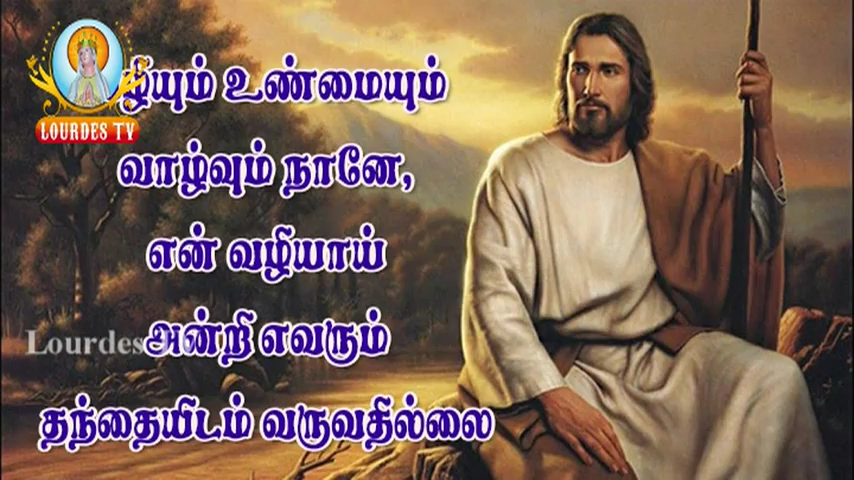 LOURDES TV
ழியும் உண்மையும்
வாழ்வும் நானே,
என் வழியாய்
Lourdes அன்றி எவரும்
தந்தையிடம் வருவதில்லை